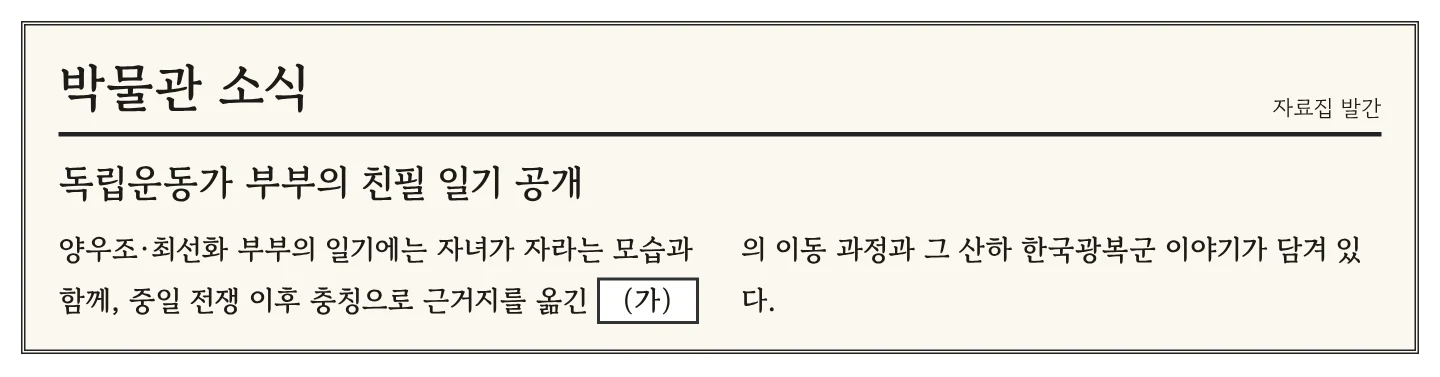 박물관 소식
자료집 발간
독립운동가 부부의 친필 일기 공개
양우조·최선화 부부의 일기에는 자녀가 자라는 모습과
함께, 중일 전쟁 이후 충칭으로 근거지를 옮긴 (가)
의 이동 과정과 그 산하 한국광복군 이야기가 담겨 있
다.